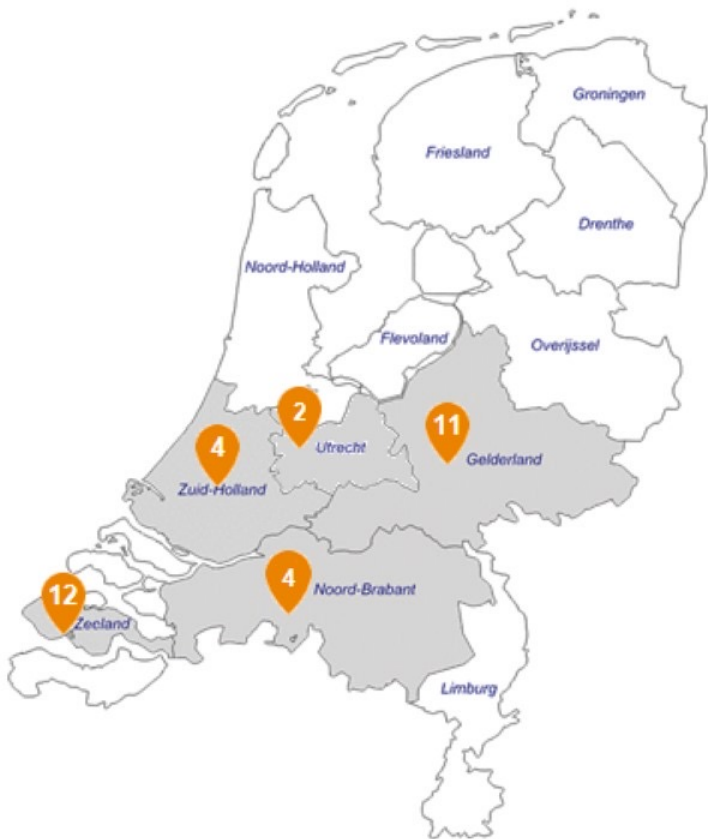 Groningen
Friesland
Drenthe
Noord-Holland
Flevoland
Overijssel
2
11
4
Utrecht
Gelderland
Zuid-Holland
4
12
Noord-Brabant
Zeeland
Limburg